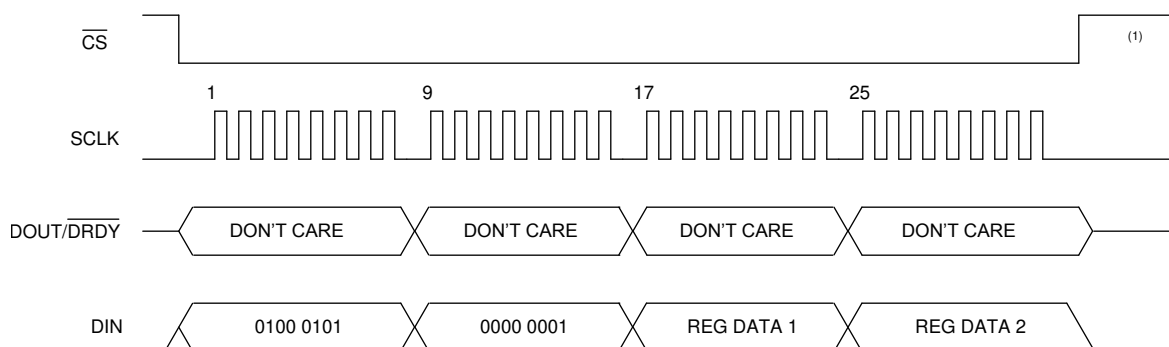 CS
(1)
1 9 17 25
SCLK
DOUT/DRDY DON'T CARE DON'T CARE DON'T CARE DON'T CARE
DIN 0100 0101 0000 0001 REG DATA 1 REG DATA 2